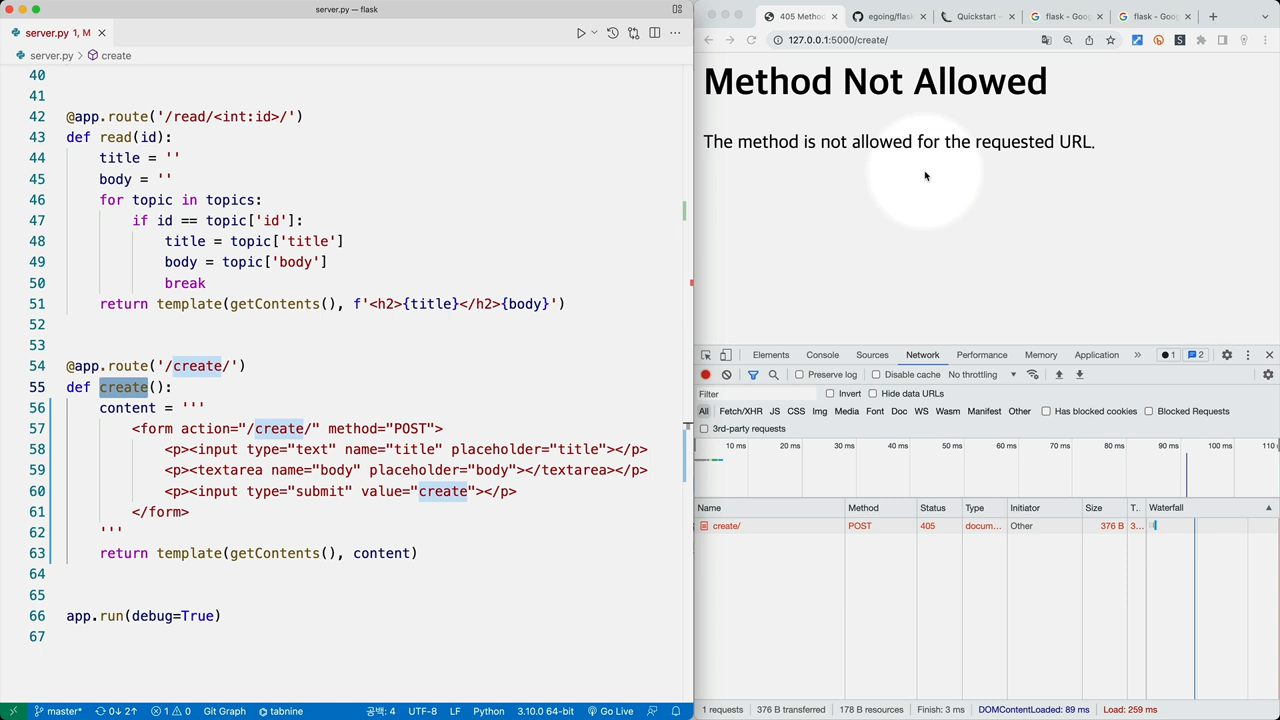 server.py — flask
server.py 1, M
server.py > create
40
41
42 @app.route('/read/<int:id>/')
43 def read(id):
44 title = ''
45 body = ''
46 for topic in topics:
47 if id == topic['id']:
48 title = topic['title']
49 body = topic['body']
50 break
51 return template(getContents(), f'<h2>{title}</h2>{body}')
52
53
54 @app.route('/create/')
55 def create():
56 content = '''
57 <form action="/create/" method="POST">
58 <p><input type="text" name="title" placeholder="title"></p>
59 <p><textarea name="body" placeholder="body"></textarea></p>
60 <p><input type="submit" value="create"></p>
61 </form>
62 '''
63 return template(getContents(), content)
64
65
66 app.run(debug=True)
67
master* 0↓ 2↑ 1 0 Git Graph tabnine 공백: 4 UTF-8 LF Python 3.10.0 64-bit Go Live
405 Metho egoing/flas Quickstart — flask - Goo flask - Goo
127.0.0.1:5000/create/
Method Not Allowed
The method is not allowed for the requested URL.
Elements Console Sources Network Performance Memory Application 1 2
Preserve log Disable cache No throttling
Filter Invert Hide data URLs
All Fetch/XHR JS CSS Img Media Font Doc WS Wasm Manifest Other Has blocked cookies Blocked Requests
3rd-party requests
10 ms 20 ms 30 ms 40 ms 50 ms 60 ms 70 ms 80 ms 90 ms 100 ms 110
Name Method Status Type Initiator Size T.. Waterfall
create/ POST 405 docum... Other 376 B 3...
1 requests 376 B transferred 178 B resources Finish: 3 ms DOMContentLoaded: 89 ms Load: 259 ms